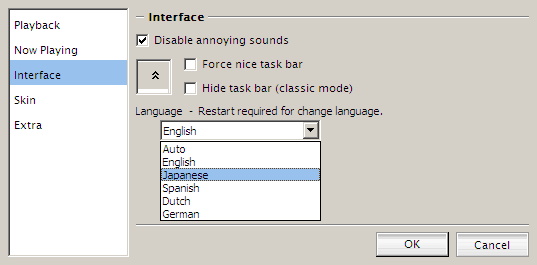 Playback
Now Playing
Interface
Skin
Extra
Interface
Disable annoying sounds
Force nice task bar
Hide task bar (classic mode)
Language - Restart required for change language.
English
Auto
English
Japanese
Spanish
Dutch
German
OK
Cancel